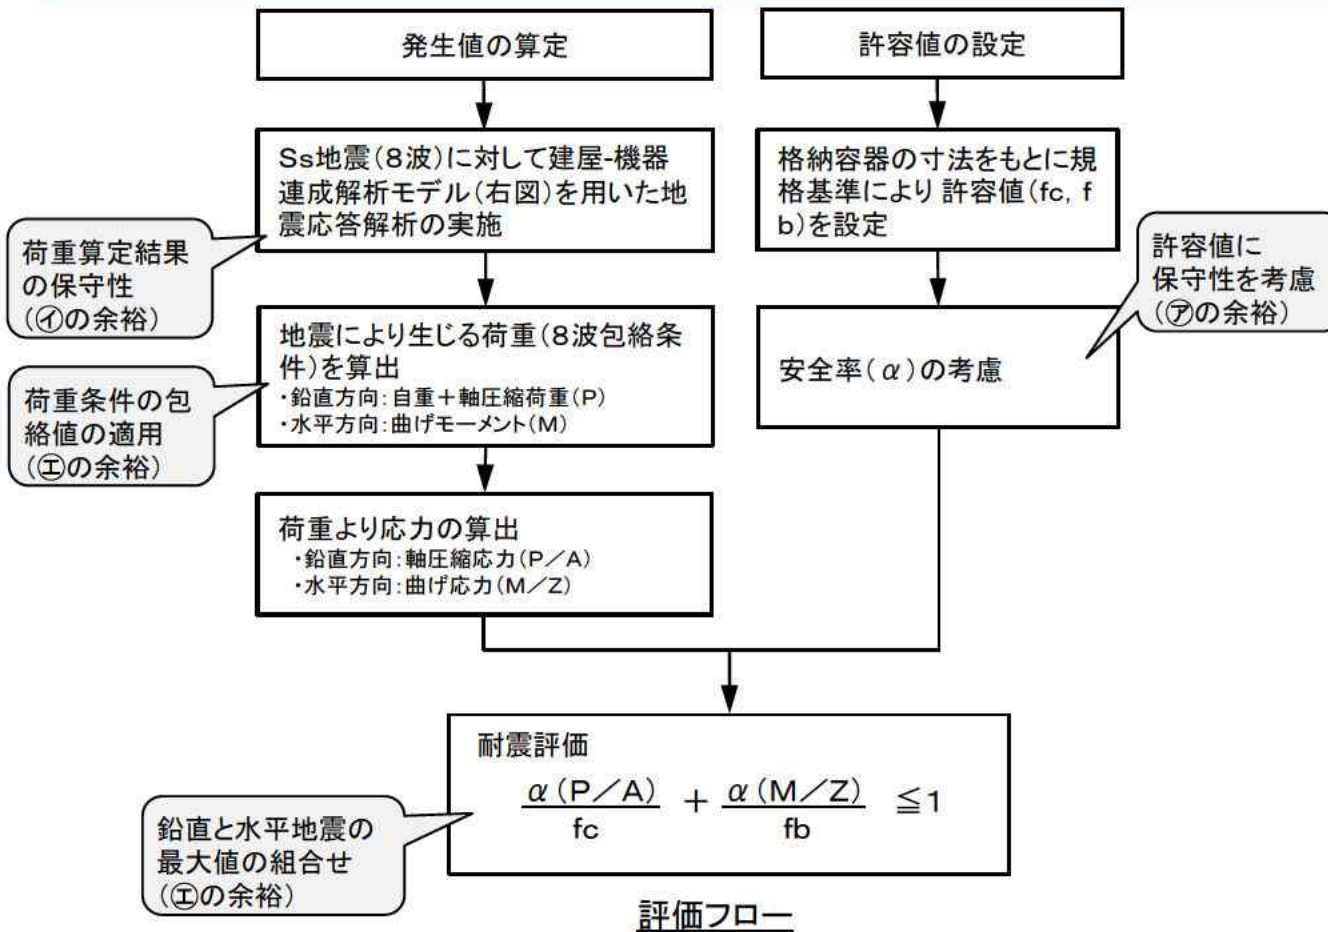 発生値の算定
許容値の設定
Ss地震(8波)に対して建屋-機器
連成解析モデル(右図)を用いた地
震応答解析の実施
格納容器の寸法をもとに規
格基準により 許容値(fc, f
b)を設定
荷重算定結果
の保守性
(㋑の余裕)
許容値に
保守性を考慮
(㋐の余裕)
地震により生じる荷重(8波包絡条
件)を算出
・鉛直方向:自重+軸圧縮荷重(P)
・水平方向:曲げモーメント(M)
安全率(α)の考慮
荷重条件の包
絡値の適用
(㋓の余裕)
荷重より応力の算出
・鉛直方向:軸圧縮応力(P/A)
・水平方向:曲げ応力(M/Z)
耐震評価
α(P/A) + α(M/Z) ≦1
fc fb
鉛直と水平地震の
最大値の組合せ
(㋓の余裕)
評価フロー